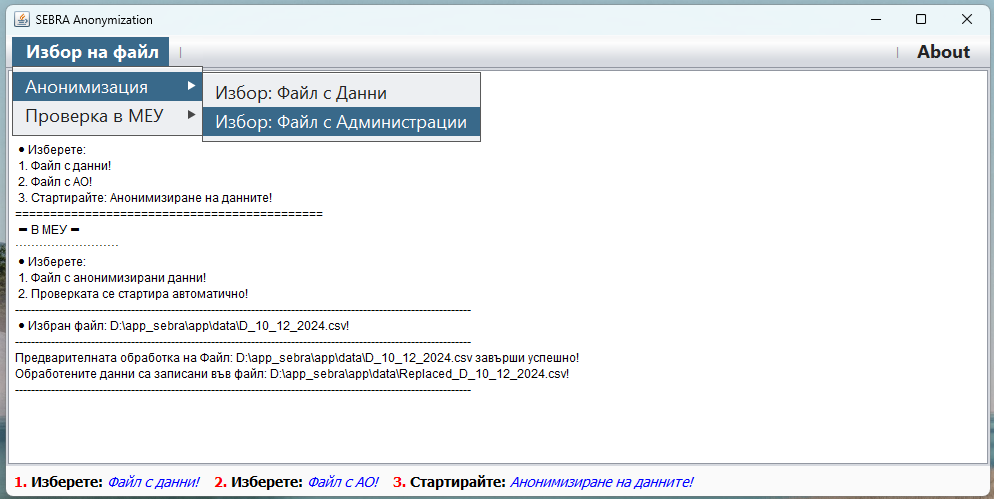 SEBRA Anonymization
Избор на файл | | About
Анонимизация
Проверка в МЕУ
Избор: Файл с Данни
Избор: Файл с Администрации
● Изберете:
1. Файл с данни!
2. Файл с АО!
3. Стартирайте: Анонимизиране на данните!
============================================
━ В МЕУ ━
--------------------------
● Изберете:
1. Файл с анонимизирани данни!
2. Проверката се стартира автоматично!
------------------------------------------------------------------------------------------------------------------
● Избран файл: D:\app_sebra\app\data\D_10_12_2024.csv!
------------------------------------------------------------------------------------------------------------------
Предварителната обработка на Файл: D:\app_sebra\app\data\D_10_12_2024.csv завърши успешно!
Обработените данни са записани във файл: D:\app_sebra\app\data\Replaced_D_10_12_2024.csv!
------------------------------------------------------------------------------------------------------------------
1. Изберете: Файл с данни! 2. Изберете: Файл с АО! 3. Стартирайте: Анонимизиране на данните!